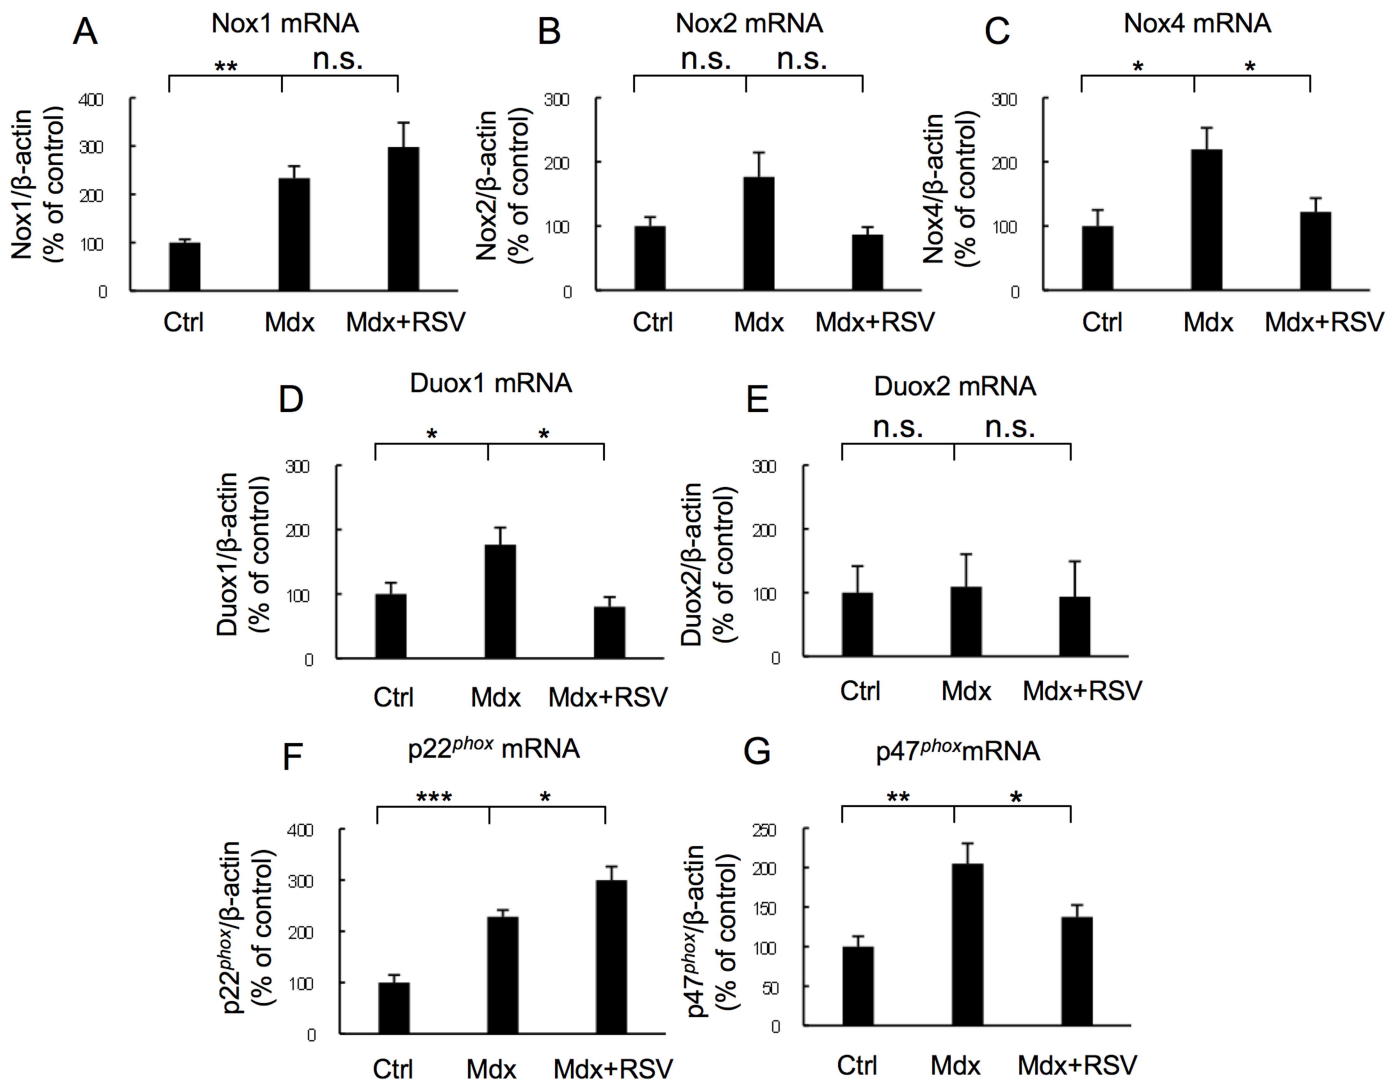 A
Nox1 mRNA
** n.s.
Nox1/β-actin
(% of control)
400
300
200
100
0
Ctrl Mdx Mdx+RSV
B
Nox2 mRNA
n.s. n.s.
Nox2/β-actin
(% of control)
300
200
100
0
Ctrl Mdx Mdx+RSV
C
Nox4 mRNA
* *
Nox4/β-actin
(% of control)
300
200
100
0
Ctrl Mdx Mdx+RSV
D
Duox1 mRNA
* *
Duox1/β-actin
(% of control)
300
200
100
0
Ctrl Mdx Mdx+RSV
E
Duox2 mRNA
n.s. n.s.
Duox2/β-actin
(% of control)
300
200
100
0
Ctrl Mdx Mdx+RSV
F
p22phox mRNA
*** *
p22phox/β-actin
(% of control)
400
300
200
100
0
Ctrl Mdx Mdx+RSV
G
p47phoxmRNA
** *
p47phox/β-actin
(% of control)
250
200
150
100
50
0
Ctrl Mdx Mdx+RSV